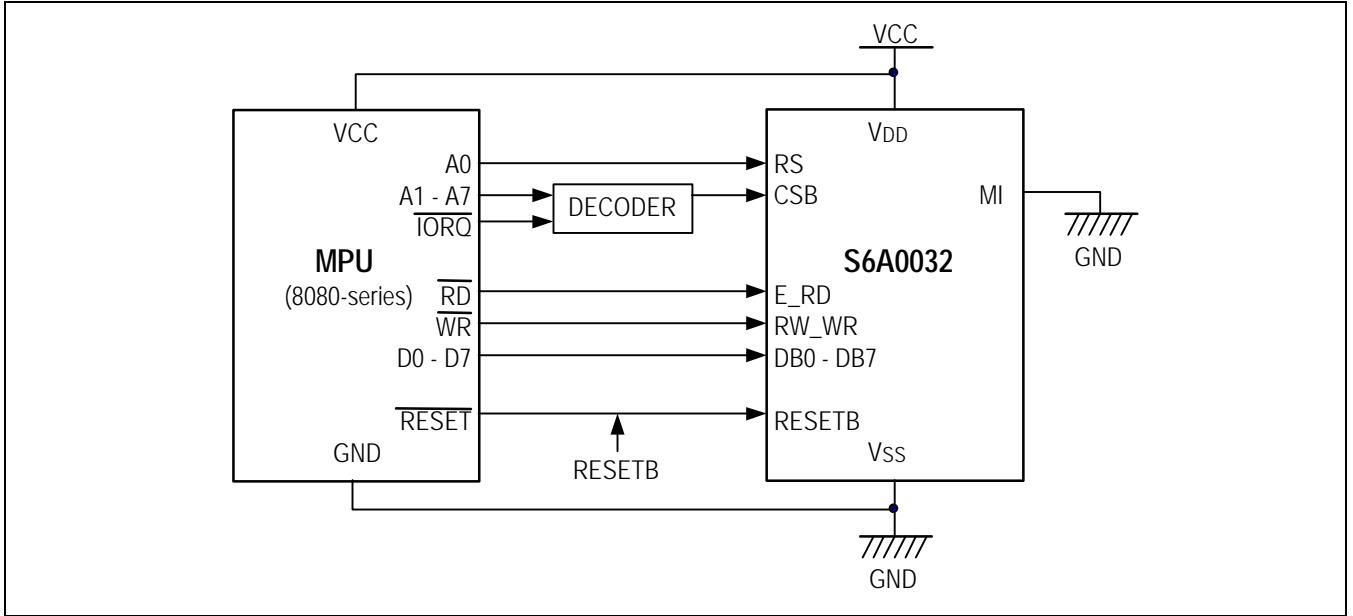 VCC
VCC
VDD
A0
RS
A1 - A7
DECODER
CSB
MI
IORQ
GND
MPU
(8080-series)
S6A0032
RD
E_RD
WR
RW_WR
D0 - D7
DB0 - DB7
RESET
RESETB
GND
RESETB
VSS
GND